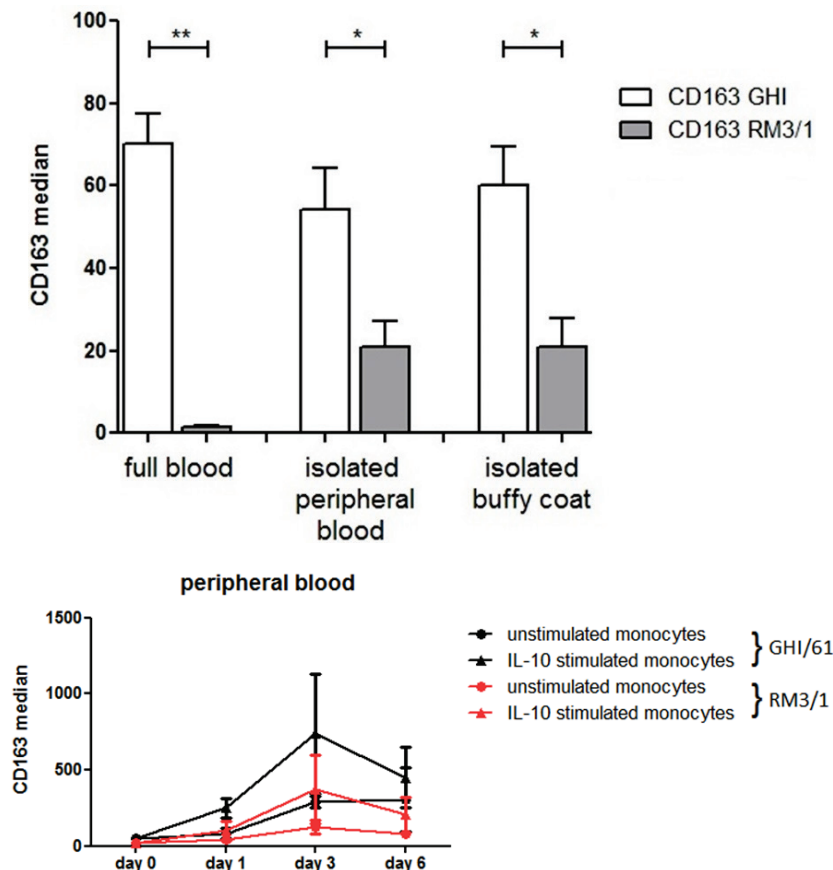 100
80
60
40
20
0
CD163 median
**
*
*
CD163 GHI
CD163 RM3/1
full blood
isolated
peripheral
blood
isolated
buffy coat
peripheral blood
1500
1000
500
0
CD163 median
day 0
day 1
day 3
day 6
unstimulated monocytes
IL-10 stimulated monocytes
} GHI/61
unstimulated monocytes
IL-10 stimulated monocytes
} RM3/1